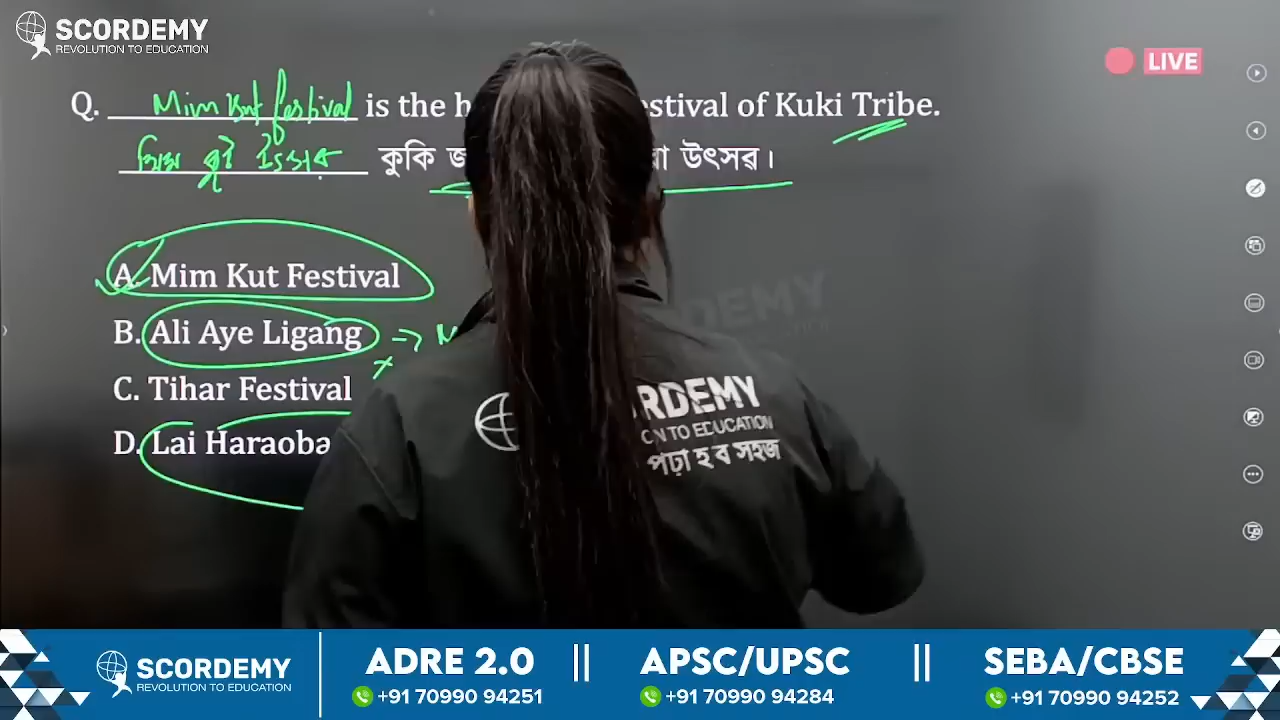 SCORDEMY
REVOLUTION TO EDUCATION
LIVE
Q. Mim Kut festival is the h estival of Kuki Tribe.
মিম কুট উৎসৱ কুকি জ ৱা উৎসৱ।
A. Mim Kut Festival
B. Ali Aye Ligang → M
C. Tihar Festival
D. Lai Haraoba
DEMY
RDEMY
ON TO EDUCATION
পঢ়া হ'ব সহজ
SCORDEMY
REVOLUTION TO EDUCATION
ADRE 2.0 || APSC/UPSC || SEBA/CBSE
+91 70990 94251 +91 70990 94284 +91 70990 94252